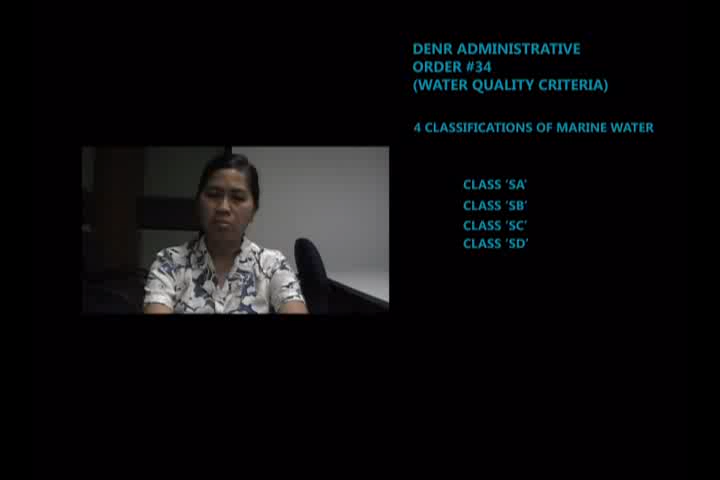 DENR ADMINISTRATIVE
ORDER #34
(WATER QUALITY CRITERIA)
4 CLASSIFICATIONS OF MARINE WATER
CLASS 'SA'
CLASS 'SB'
CLASS 'SC'
CLASS 'SD'